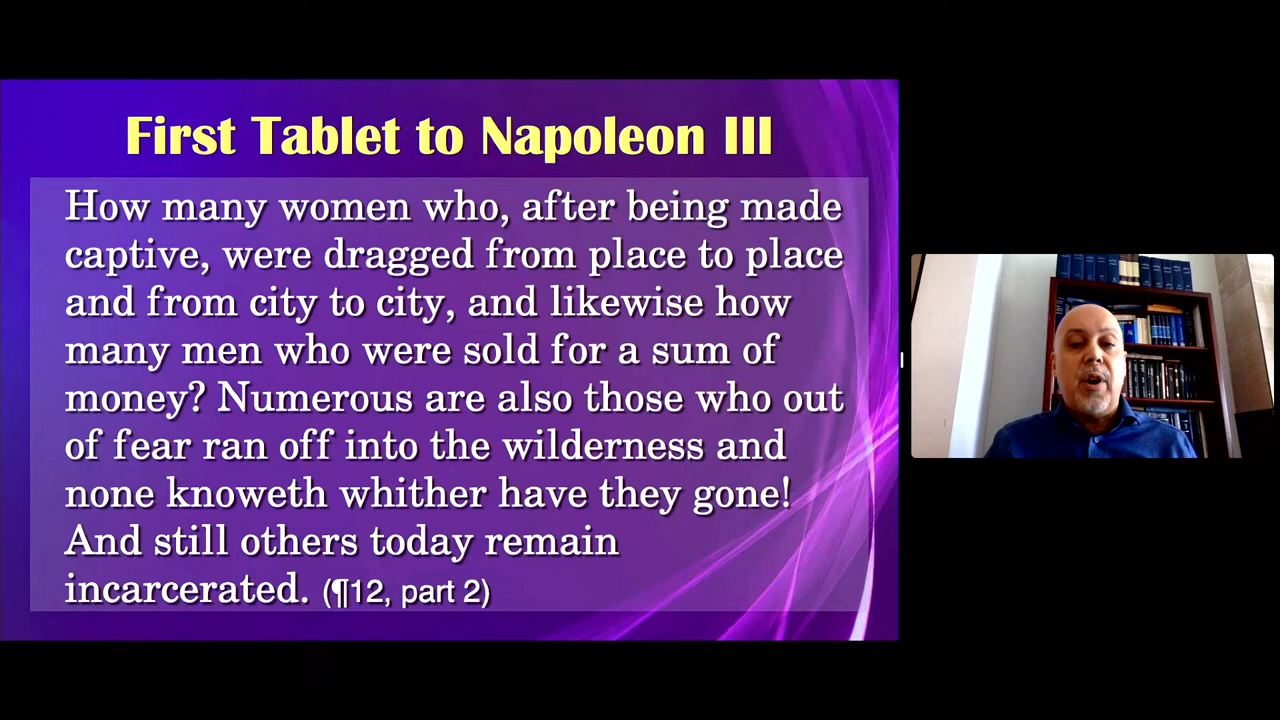 First Tablet to Napoleon III
How many women who, after being made
captive, were dragged from place to place
and from city to city, and likewise how
many men who were sold for a sum of
money? Numerous are also those who out
of fear ran off into the wilderness and
none knoweth whither have they gone!
And still others today remain
incarcerated. (¶12, part 2)